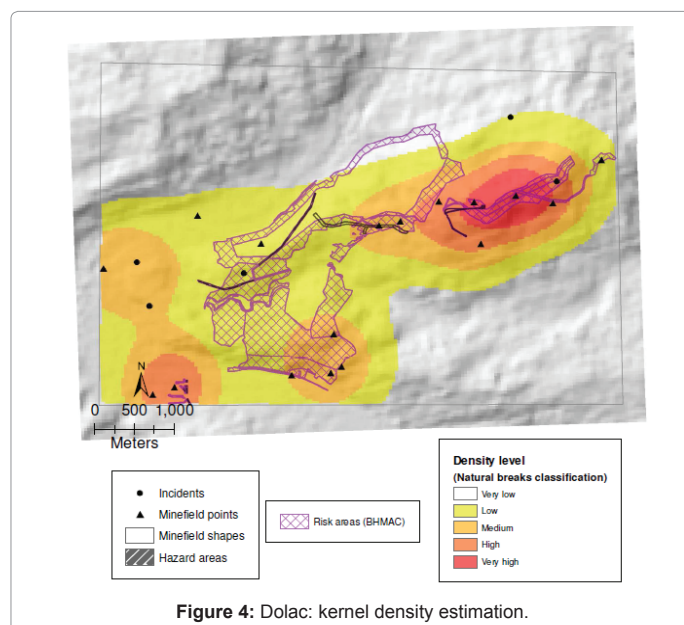 N
0 500 1,000
Meters
Incidents
Minefield points
Minefield shapes
Hazard areas
Risk areas (BHMAC)
Density level
(Natural breaks classification)
Very low
Low
Medium
High
Very high
Figure 4: Dolac: kernel density estimation.